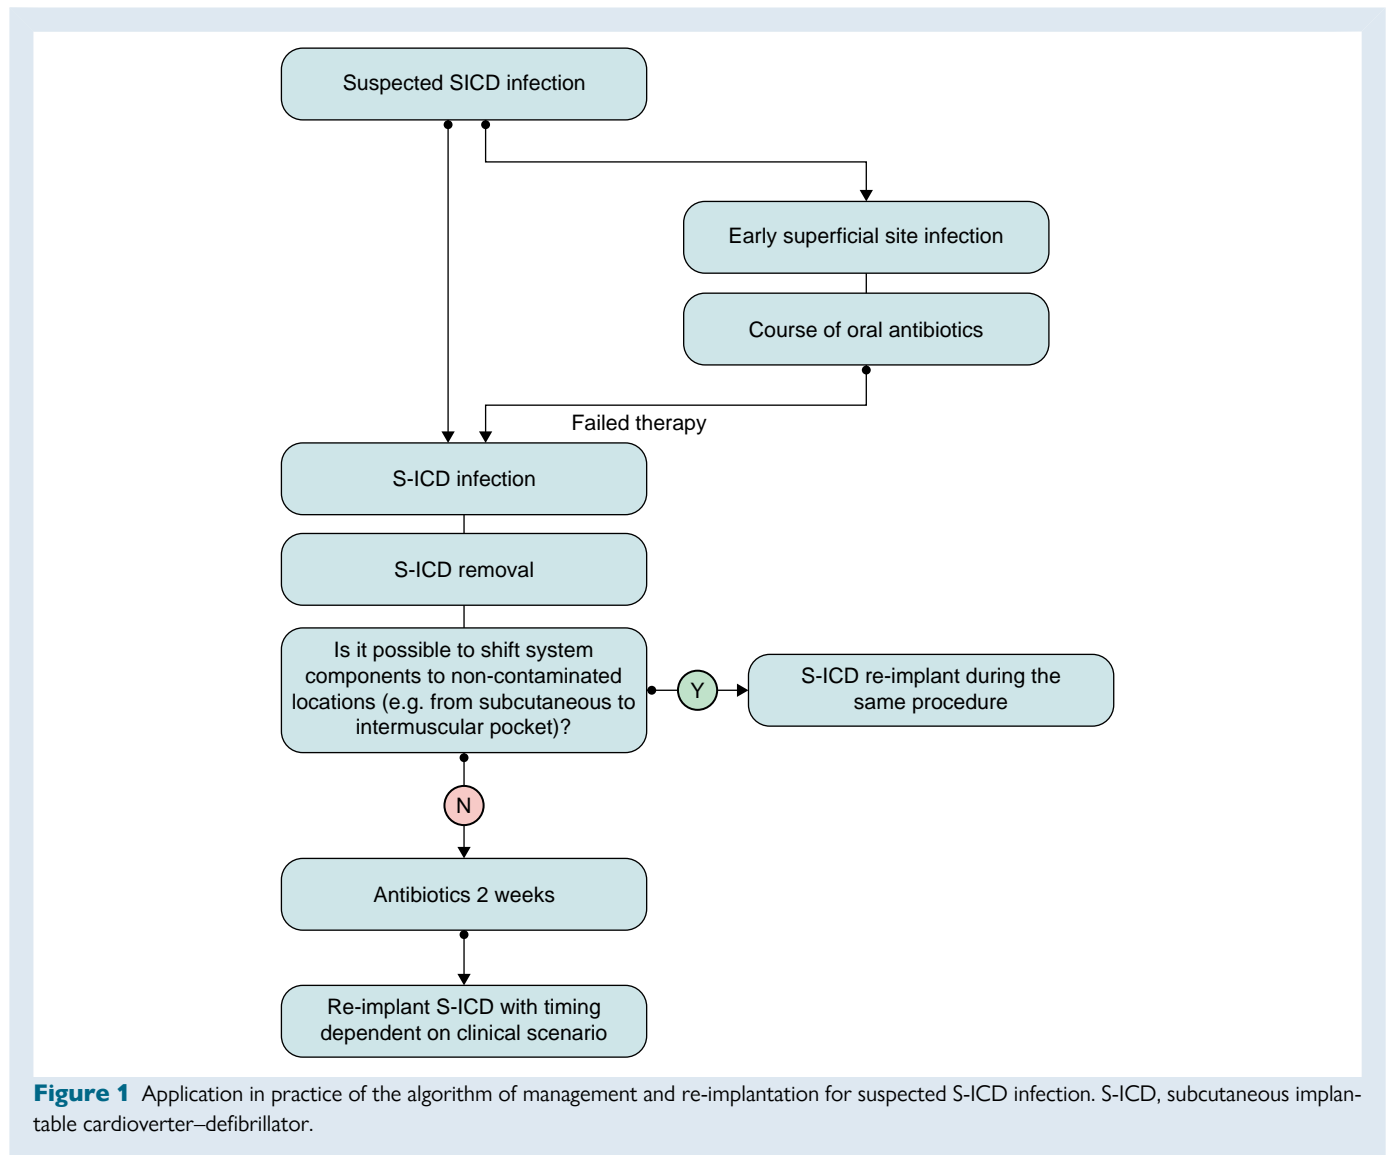 Suspected SICD infection
Early superficial site infection
Course of oral antibiotics
Failed therapy
S-ICD infection
S-ICD removal
Is it possible to shift system
components to non-contaminated
locations (e.g. from subcutaneous to
intermuscular pocket)?
Y
S-ICD re-implant during the
same procedure
N
Antibiotics 2 weeks
Re-implant S-ICD with timing
dependent on clinical scenario
Figure 1 Application in practice of the algorithm of management and re-implantation for suspected S-ICD infection. S-ICD, subcutaneous implan-
table cardioverter–defibrillator.